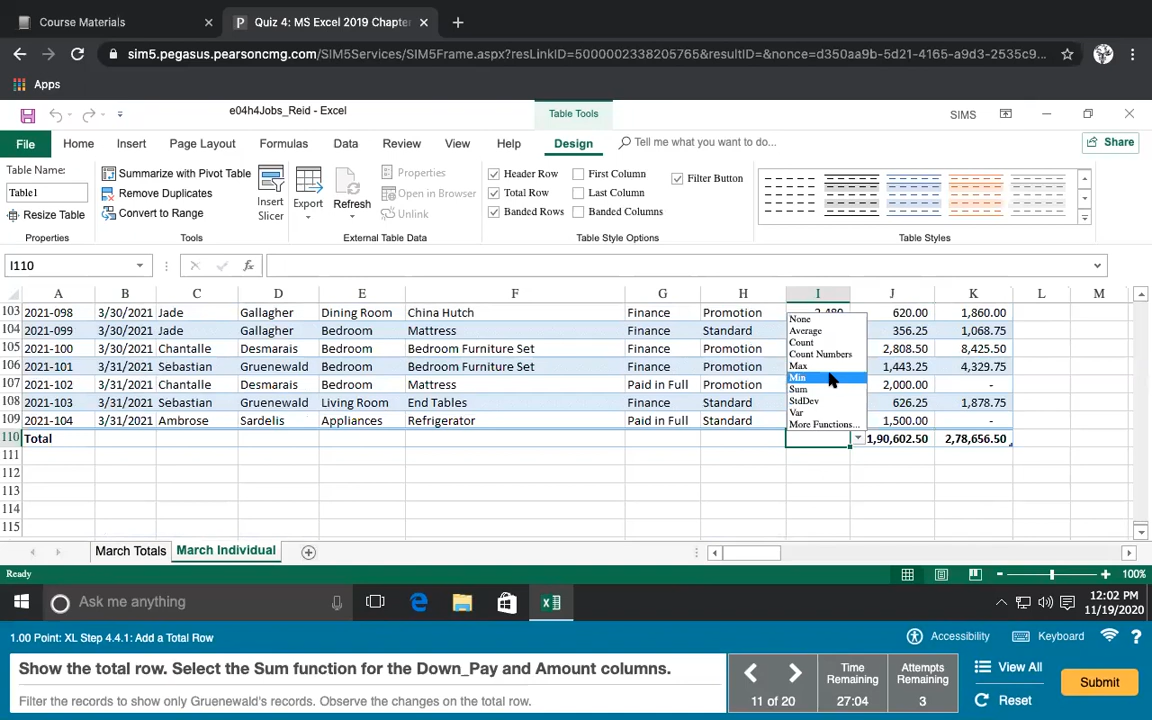 Course Materials × P Quiz 4: MS Excel 2019 Chapter × +
sim5.pegasus.pearsoncmg.com/SIM5Services/SIM5Frame.aspx?resLinkID=5000002338205765&resultID=&nonce=d350aa9b-5d21-4165-a9d3-2535c9...
Apps
e04h4Jobs_Reid - Excel Table Tools SIMS
File Home Insert Page Layout Formulas Data Review View Help Design Tell me what you want to do... Share
Table Name: Summarize with Pivot Table Properties Header Row First Column Filter Button
Table1 Remove Duplicates Insert Slicer Export Refresh Open in Browser Total Row Last Column
Resize Table Convert to Range Unlink Banded Rows Banded Columns
Properties Tools External Table Data Table Style Options Table Styles
I110 fx
A B C D E F G H I J K L M
103 2021-098 3/30/2021 Jade Gallagher Dining Room China Hutch Finance Promotion 2,480 620.00 1,860.00
104 2021-099 3/30/2021 Jade Gallagher Bedroom Mattress Finance Standard 356.25 1,068.75
105 2021-100 3/31/2021 Chantalle Desmarais Bedroom Bedroom Furniture Set Finance Promotion 2,808.50 8,425.50
106 2021-101 3/31/2021 Sebastian Gruenewald Bedroom Bedroom Furniture Set Finance Standard 1,443.25 4,329.75
107 2021-102 3/31/2021 Chantalle Desmarais Bedroom Mattress Paid in Full Promotion 2,000.00 -
108 2021-103 3/31/2021 Sebastian Gruenewald Living Room End Tables Finance Standard 626.25 1,878.75
109 2021-104 3/31/2021 Ambrose Sardelis Appliances Refrigerator Paid in Full Standard 1,500.00 -
110 Total 1,90,602.50 2,78,656.50
None
Average
Count
Count Numbers
Max
Min
Sum
StdDev
Var
More Functions...
111
112
113
114
115
March Totals March Individual
Ready 100%
Ask me anything 12:02 PM
11/19/2020
1.00 Point: XL Step 4.4.1: Add a Total Row Accessibility Keyboard ?
Show the total row. Select the Sum function for the Down_Pay and Amount columns.
Filter the records to show only Gruenewald's records. Observe the changes on the total row.
11 of 20
Time Remaining
27:04
Attempts Remaining
3
View All
Reset
Submit